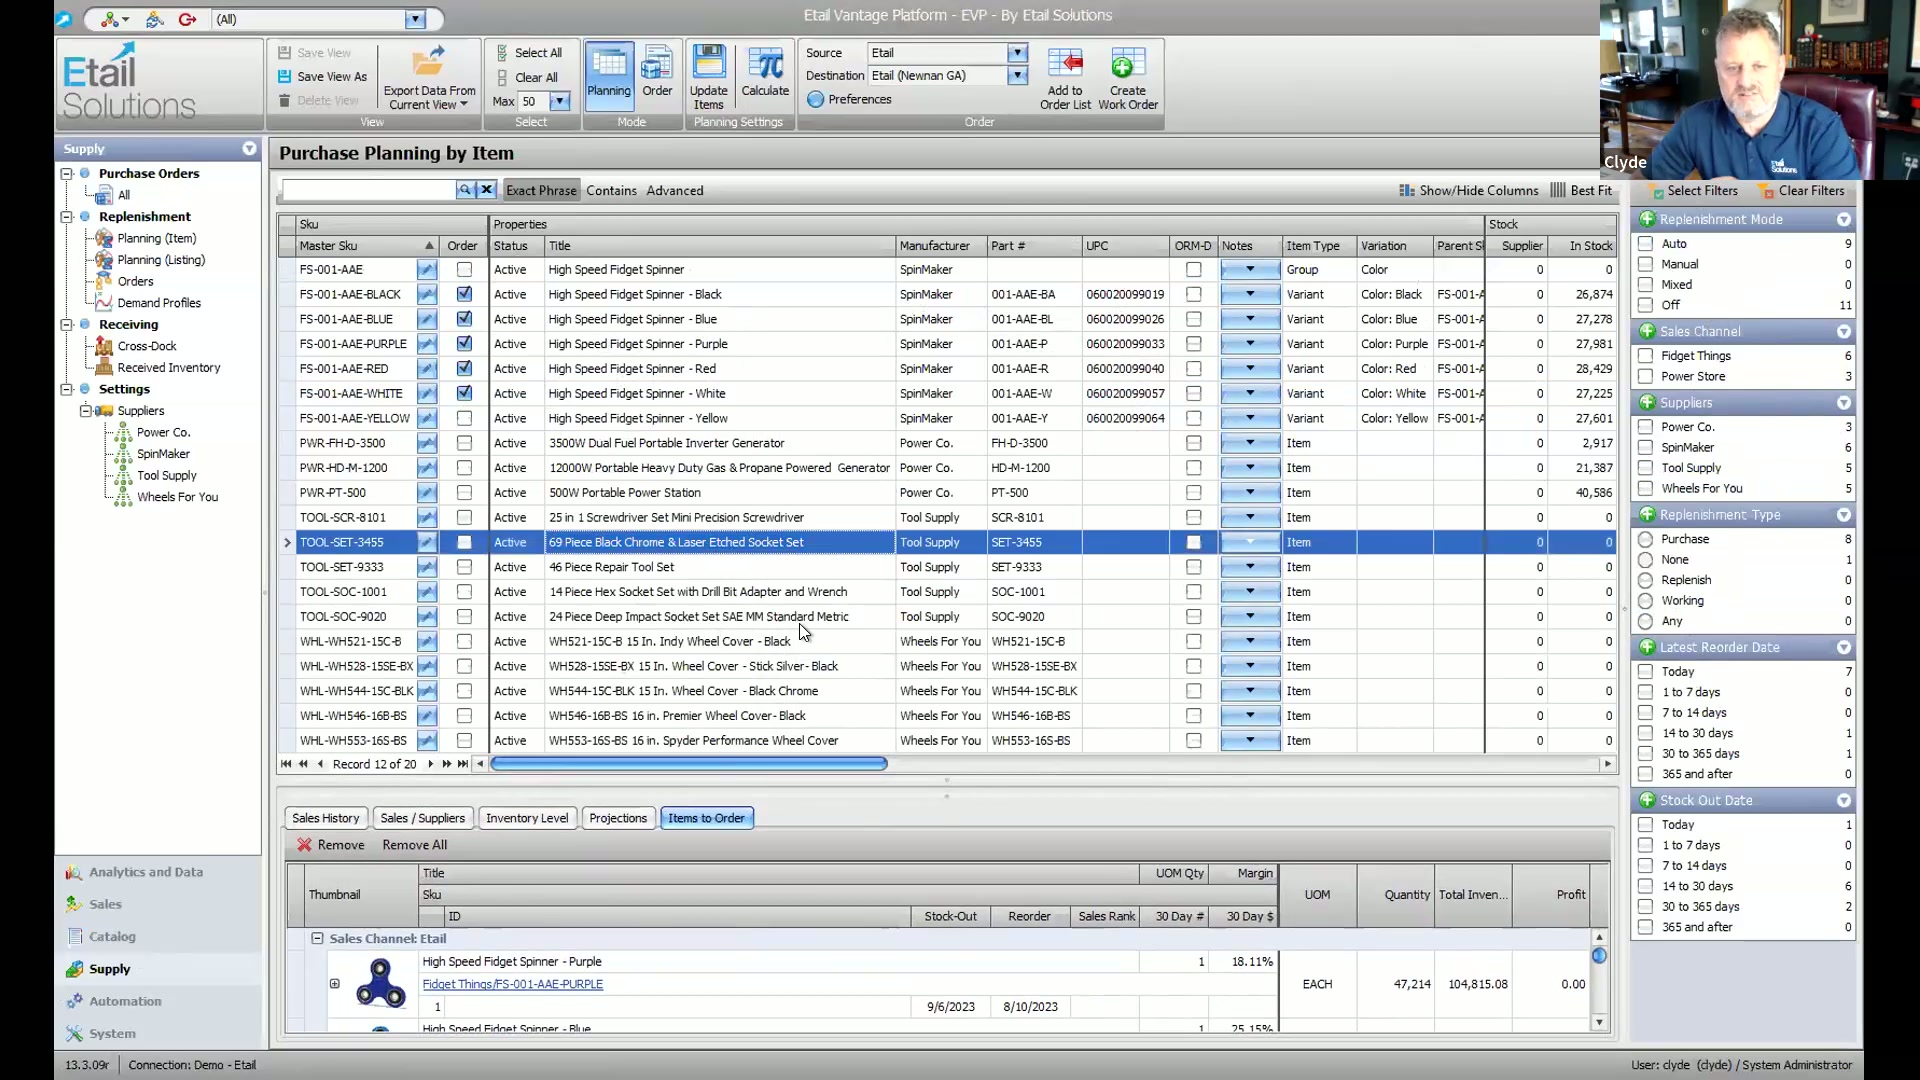 (All)
Etail Vantage Platform - EVP - By Etail Solutions
Etail
Solutions
Save View
Save View As
Delete View
Export Data From
Current View
View
Select All
Clear All
Max 50
Select
Planning
Order
Mode
Update
Items
Calculate
Planning Settings
Source Etail
Destination Etail (Newnan GA)
Preferences
Add to
Order List
Create
Work Order
Order
Etail
Solutions
Clyde
Supply
Purchase Orders
All
Replenishment
Planning (Item)
Planning (Listing)
Orders
Demand Profiles
Receiving
Cross-Dock
Received Inventory
Settings
Suppliers
Power Co.
SpinMaker
Tool Supply
Wheels For You
Analytics and Data
Sales
Catalog
Supply
Automation
System
Purchase Planning by Item
Exact Phrase Contains Advanced
Show/Hide Columns Best Fit
Sku Properties Stock
Master Sku Order Status Title Manufacturer Part # UPC ORM-D Notes Item Type Variation Parent S Supplier In Stock
FS-001-AAE Active High Speed Fidget Spinner SpinMaker Group Color 0 0
FS-001-AAE-BLACK Active High Speed Fidget Spinner - Black SpinMaker 001-AAE-BA 060020099019 Variant Color: Black FS-001-A 0 26,874
FS-001-AAE-BLUE Active High Speed Fidget Spinner - Blue SpinMaker 001-AAE-BL 060020099026 Variant Color: Blue FS-001-A 0 27,278
FS-001-AAE-PURPLE Active High Speed Fidget Spinner - Purple SpinMaker 001-AAE-P 060020099033 Variant Color: Purple FS-001-A 0 27,981
FS-001-AAE-RED Active High Speed Fidget Spinner - Red SpinMaker 001-AAE-R 060020099040 Variant Color: Red FS-001-A 0 28,429
FS-001-AAE-WHITE Active High Speed Fidget Spinner - White SpinMaker 001-AAE-W 060020099057 Variant Color: White FS-001-A 0 27,225
FS-001-AAE-YELLOW Active High Speed Fidget Spinner - Yellow SpinMaker 001-AAE-Y 060020099064 Variant Color: Yellow FS-001-A 0 27,601
PWR-FH-D-3500 Active 3500W Dual Fuel Portable Inverter Generator Power Co. FH-D-3500 Item 0 2,917
PWR-HD-M-1200 Active 12000W Portable Heavy Duty Gas & Propane Powered Generator Power Co. HD-M-1200 Item 0 21,387
PWR-PT-500 Active 500W Portable Power Station Power Co. PT-500 Item 0 40,586
TOOL-SCR-8101 Active 25 in 1 Screwdriver Set Mini Precision Screwdriver Tool Supply SCR-8101 Item 0 0
TOOL-SET-3455 Active 69 Piece Black Chrome & Laser Etched Socket Set Tool Supply SET-3455 Item 0 0
TOOL-SET-9333 Active 46 Piece Repair Tool Set Tool Supply SET-9333 Item 0 0
TOOL-SOC-1001 Active 14 Piece Hex Socket Set with Drill Bit Adapter and Wrench Tool Supply SOC-1001 Item 0 0
TOOL-SOC-9020 Active 24 Piece Deep Impact Socket Set SAE MM Standard Metric Tool Supply SOC-9020 Item 0 0
WHL-WH521-15C-B Active WH521-15C-B 15 In. Indy Wheel Cover - Black Wheels For You WH521-15C-B Item 0 0
WHL-WH528-15SE-BX Active WH528-15SE-BX 15 In. Wheel Cover - Stick Silver- Black Wheels For You WH528-15SE-BX Item 0 0
WHL-WH544-15C-BLK Active WH544-15C-BLK 15 In. Wheel Cover - Black Chrome Wheels For You WH544-15C-BLK Item 0 0
WHL-WH546-16B-BS Active WH546-16B-BS 16 in. Premier Wheel Cover- Black Wheels For You WH546-16B-BS Item 0 0
WHL-WH553-16S-BS Active WH553-16S-BS 16 in. Spyder Performance Wheel Cover Wheels For You WH553-16S-BS Item 0 0
Record 12 of 20
Sales History Sales / Suppliers Inventory Level Projections Items to Order
Remove Remove All
Thumbnail Title UOM Qty Margin UOM Quantity Total Inven... Profit
Sku
ID Stock-Out Reorder Sales Rank 30 Day # 30 Day $
Sales Channel: Etail
High Speed Fidget Spinner - Purple 1 18.11%
Fidget Things/FS-001-AAE-PURPLE EACH 47,214 104,815.08 0.00
1 9/6/2023 8/10/2023
High Speed Fidget Spinner - Blue 1 25.15%
Select Filters Clear Filters
Replenishment Mode
Auto 9
Manual 0
Mixed 0
Off 11
Sales Channel
Fidget Things 6
Power Store 3
Suppliers
Power Co. 3
SpinMaker 6
Tool Supply 5
Wheels For You 5
Replenishment Type
Purchase 8
None 1
Replenish 0
Working 0
Any 0
Latest Reorder Date
Today 7
1 to 7 days 0
7 to 14 days 0
14 to 30 days 1
30 to 365 days 1
365 and after 0
Stock Out Date
Today 1
1 to 7 days 0
7 to 14 days 0
14 to 30 days 6
30 to 365 days 2
365 and after 0
13.3.09r Connection: Demo - Etail
User: clyde (clyde) / System Administrator